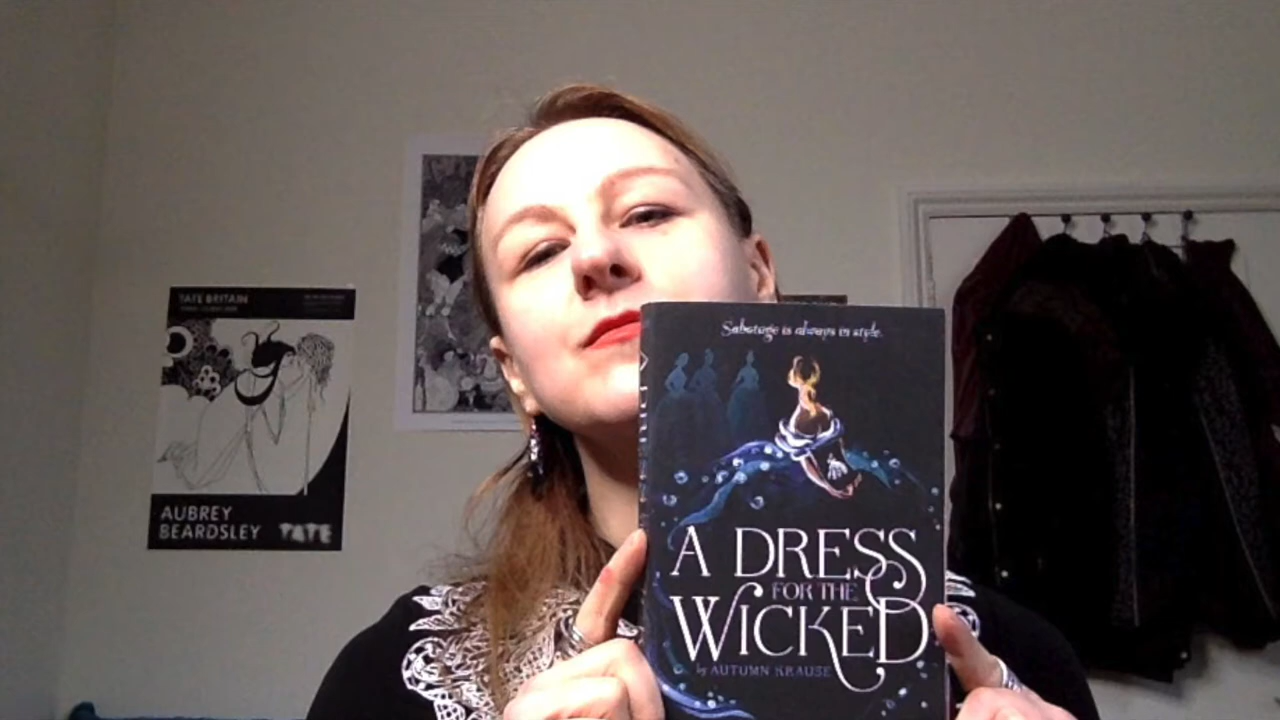 TATE BRITAIN
AUBREY
BEARDSLEY TATE
Sabotage is always in style.
A DRESS
FOR THE
WICKED
by AUTUMN KRAUSE